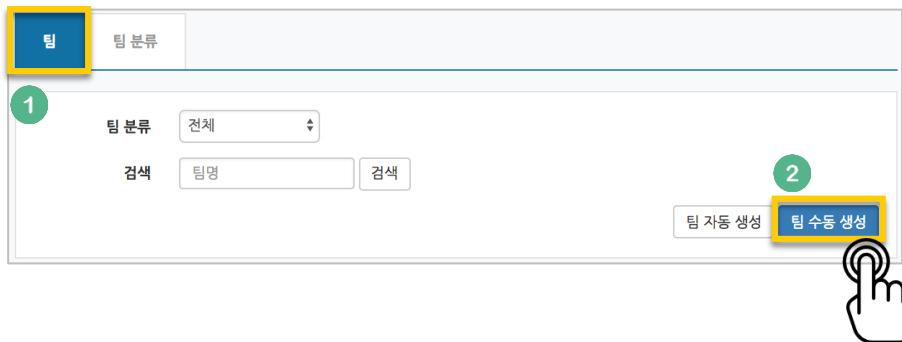 팀 팀 분류
1
팀 분류 전체
검색 팀명 검색
2
팀 자동 생성 팀 수동 생성